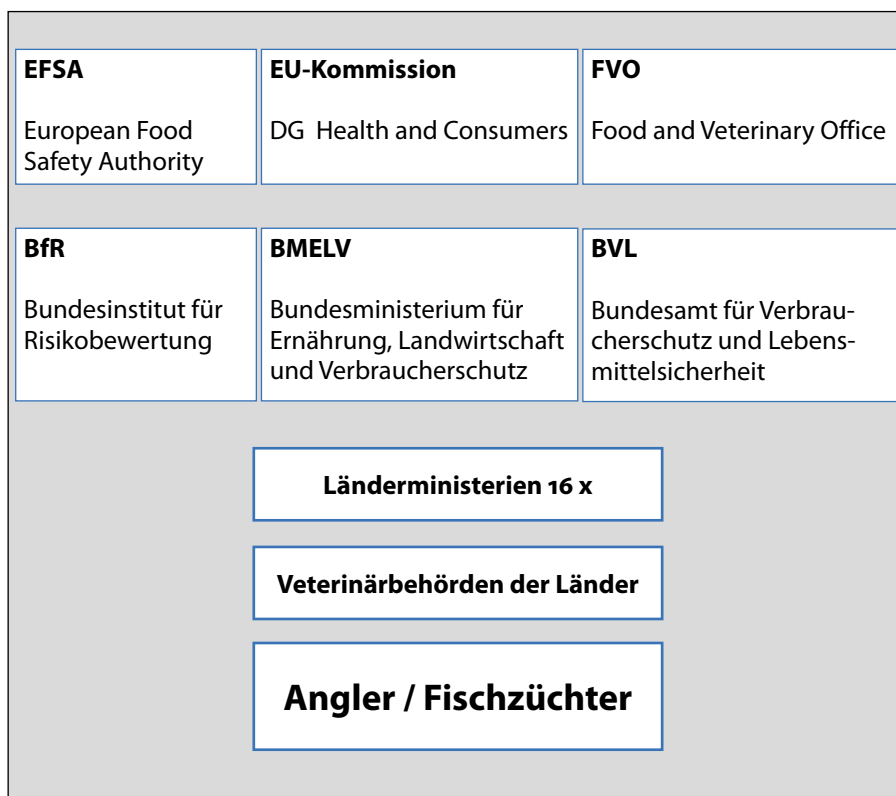 EFSA
European Food
Safety Authority
EU-Kommission
DG Health and Consumers
FVO
Food and Veterinary Office
BfR
Bundesinstitut für
Risikobewertung
BMELV
Bundesministerium für
Ernährung, Landwirtschaft
und Verbraucherschutz
BVL
Bundesamt für Verbrau-
cherschutz und Lebens-
mittelsicherheit
Länderministerien 16 x
Veterinärbehörden der Länder
Angler / Fischzüchter